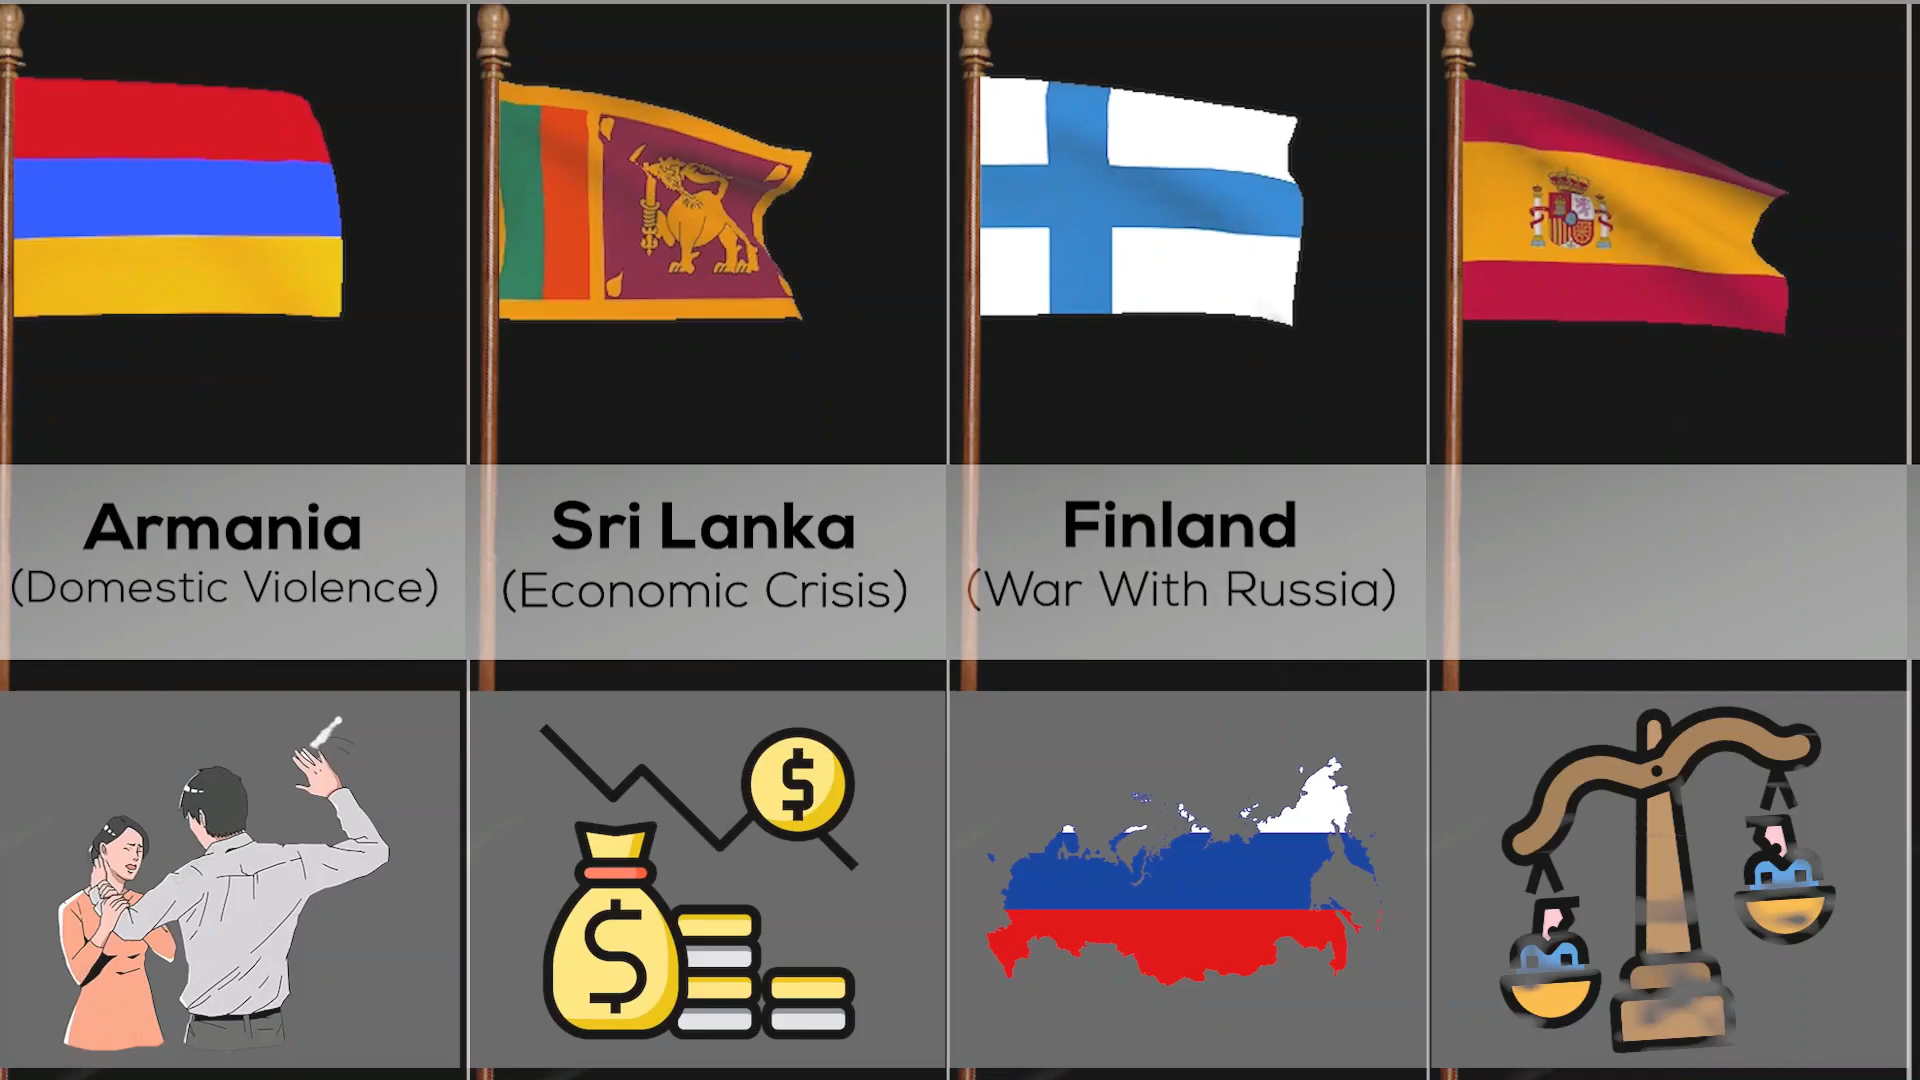 Armania
(Domestic Violence)
Sri Lanka
(Economic Crisis)
Finland
(War With Russia)
$
$